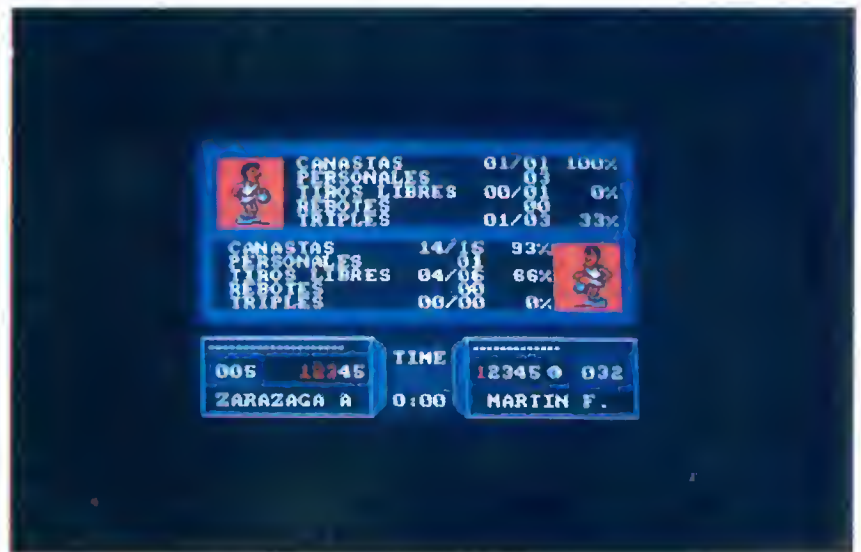 CANASTAS 01/01 100%
PERSONALES 03
TIROS LIBRES 00/01 0%
REBOTES 00
TRIPLES 01/03 33%
CANASTAS 14/15 93%
PERSONALES 01
TIROS LIBRES 04/06 66%
REBOTES 00
TRIPLES 00/00 0%
TIME
005 12345 12345 032
ZARAZAGA A 0:00 MARTIN F.